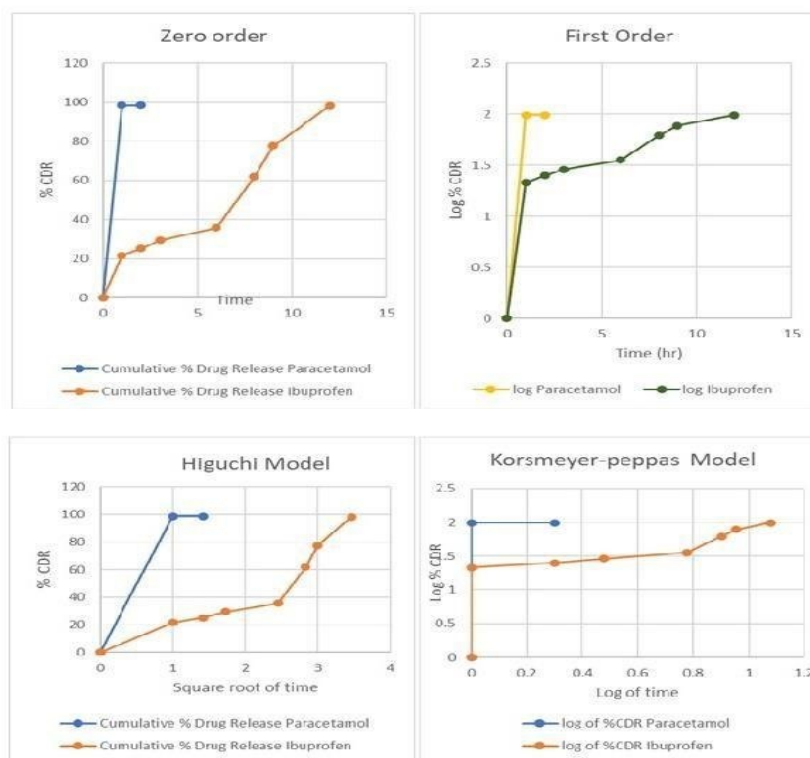 Zero order
120
100
80
60
40
20
0
% CDR
0
5
10
15
Time
Cumulative % Drug Release Paracetamol
Cumulative % Drug Release Ibuprofen
First Order
2.5
2
1.5
1
0.5
0
Log % CDR
0
5
10
15
Time (hr)
log Paracetamol
log Ibuprofen
Higuchi Model
120
100
80
60
40
20
0
% CDR
0
1
2
3
4
Square root of time
Cumulative % Drug Release Paracetamol
Cumulative % Drug Release Ibuprofen
Korsmeyer-peppas Model
2.5
2
1.5
1
0.5
0
Log % CDR
0
0.2
0.4
0.6
0.8
1
1.2
Log of time
log of %CDR Paracetamol
log of %CDR Ibuprofen